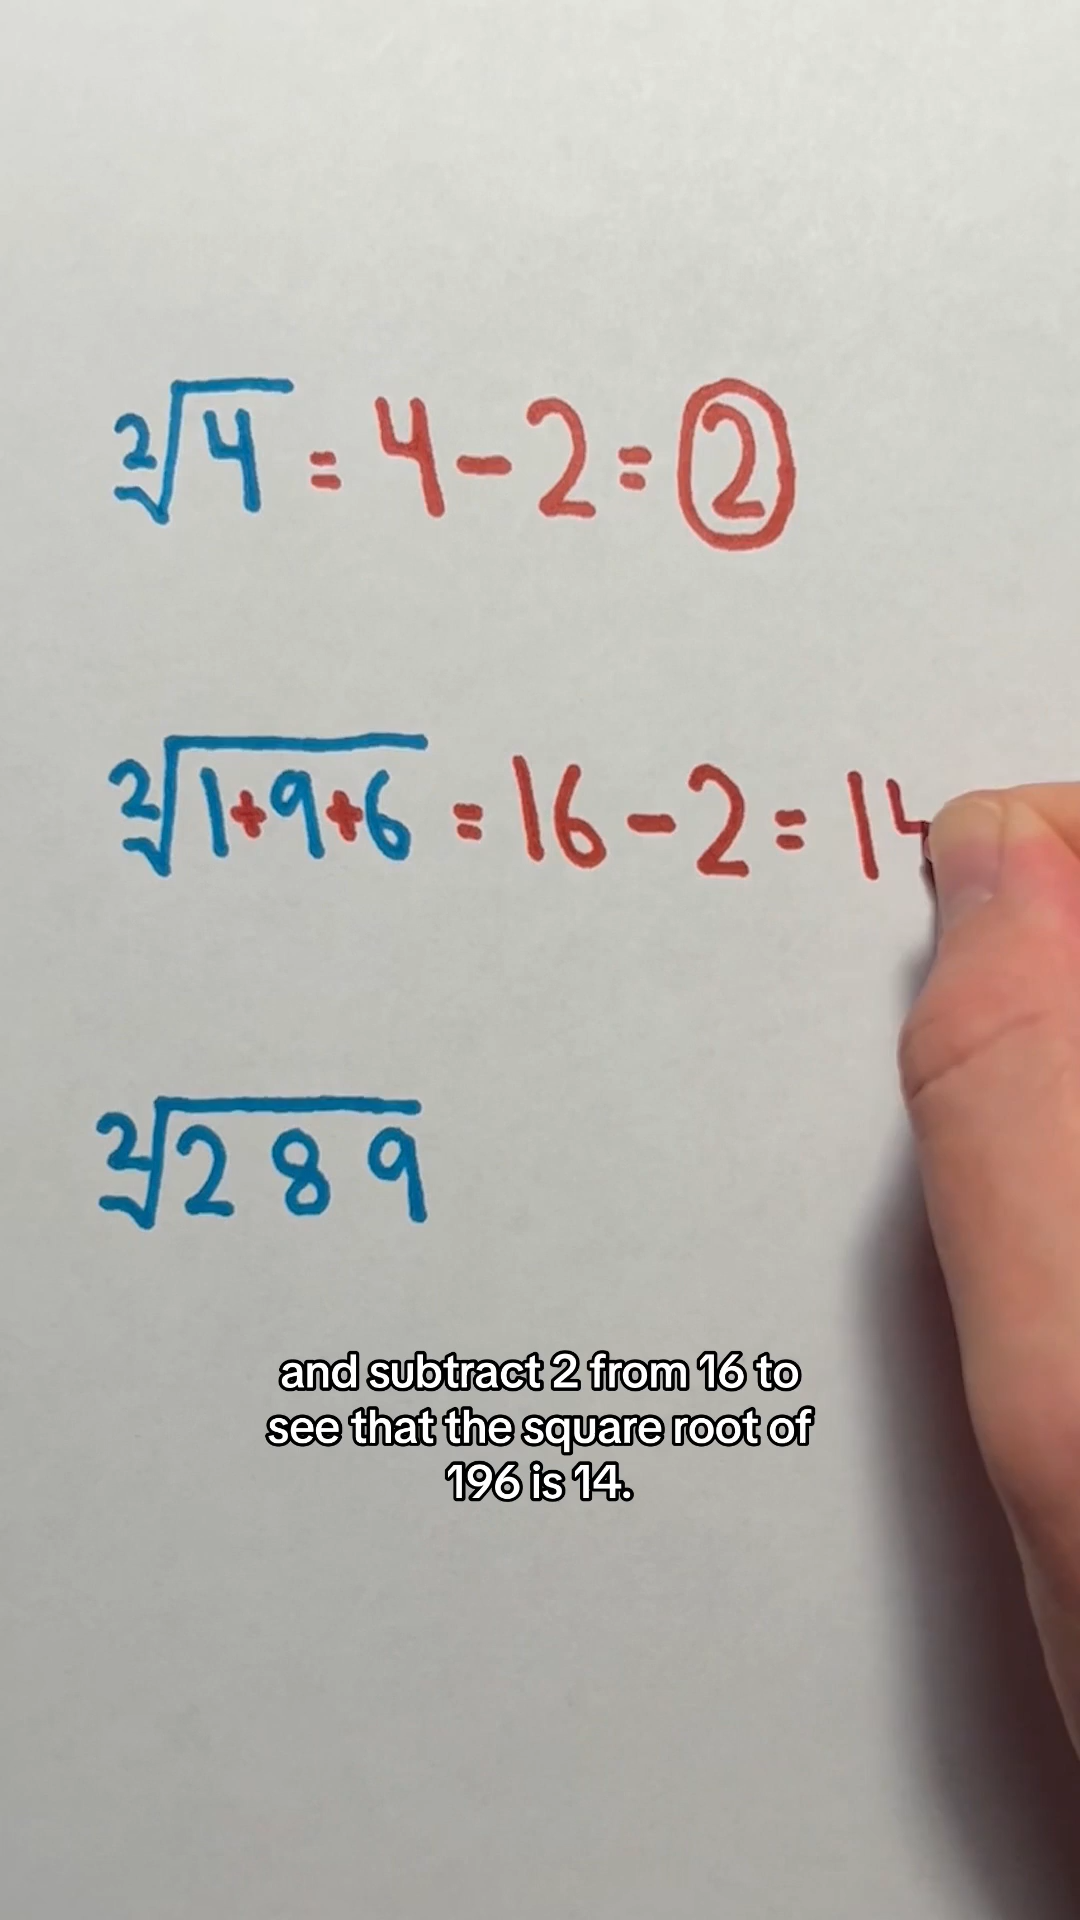 ²√4 = 4 - 2 = 2
²√1+9+6 = 16 - 2 = 14
²√2 8 9
and subtract 2 from 16 to
see that the square root of
196 is 14.